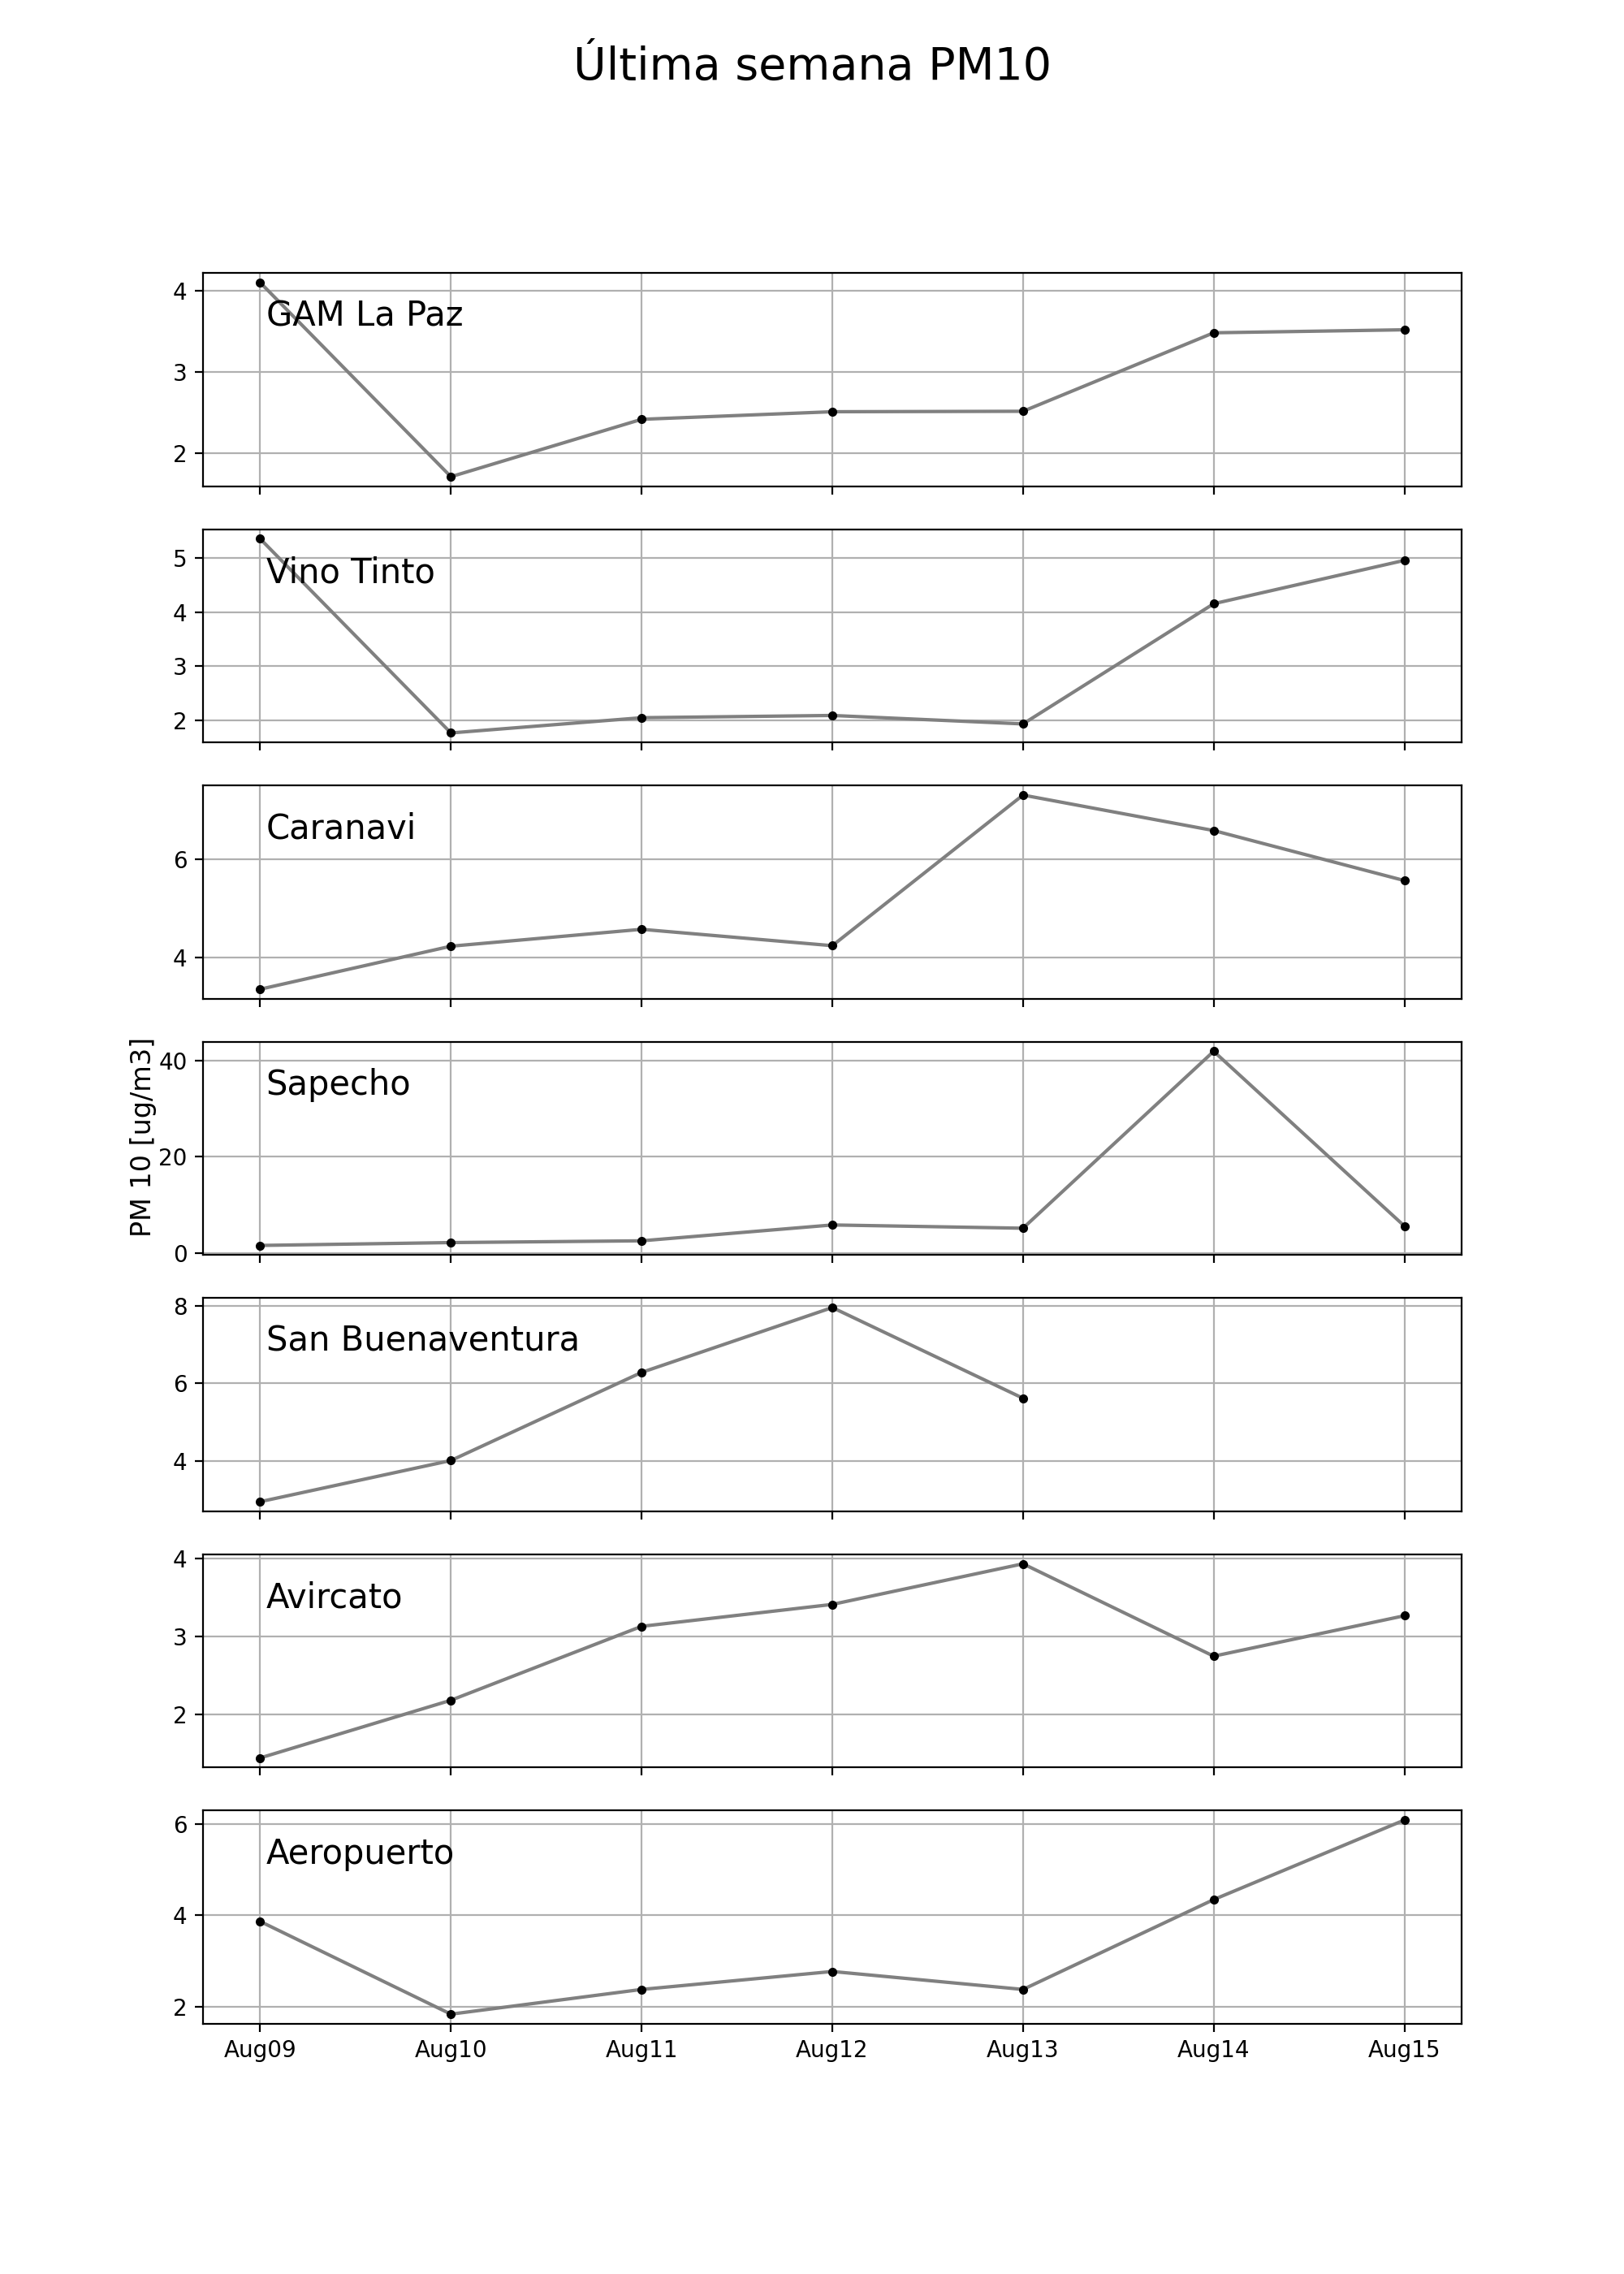 Última semana PM10
4
GAM La Paz
3
2
5
Vino Tinto
4
3
2
Caranavi
6
4
PM 10 [ug/m3]
40
Sapecho
20
0
8
San Buenaventura
6
4
4
Avircato
3
2
6
Aeropuerto
4
2
Aug09 Aug10 Aug11 Aug12 Aug13 Aug14 Aug15